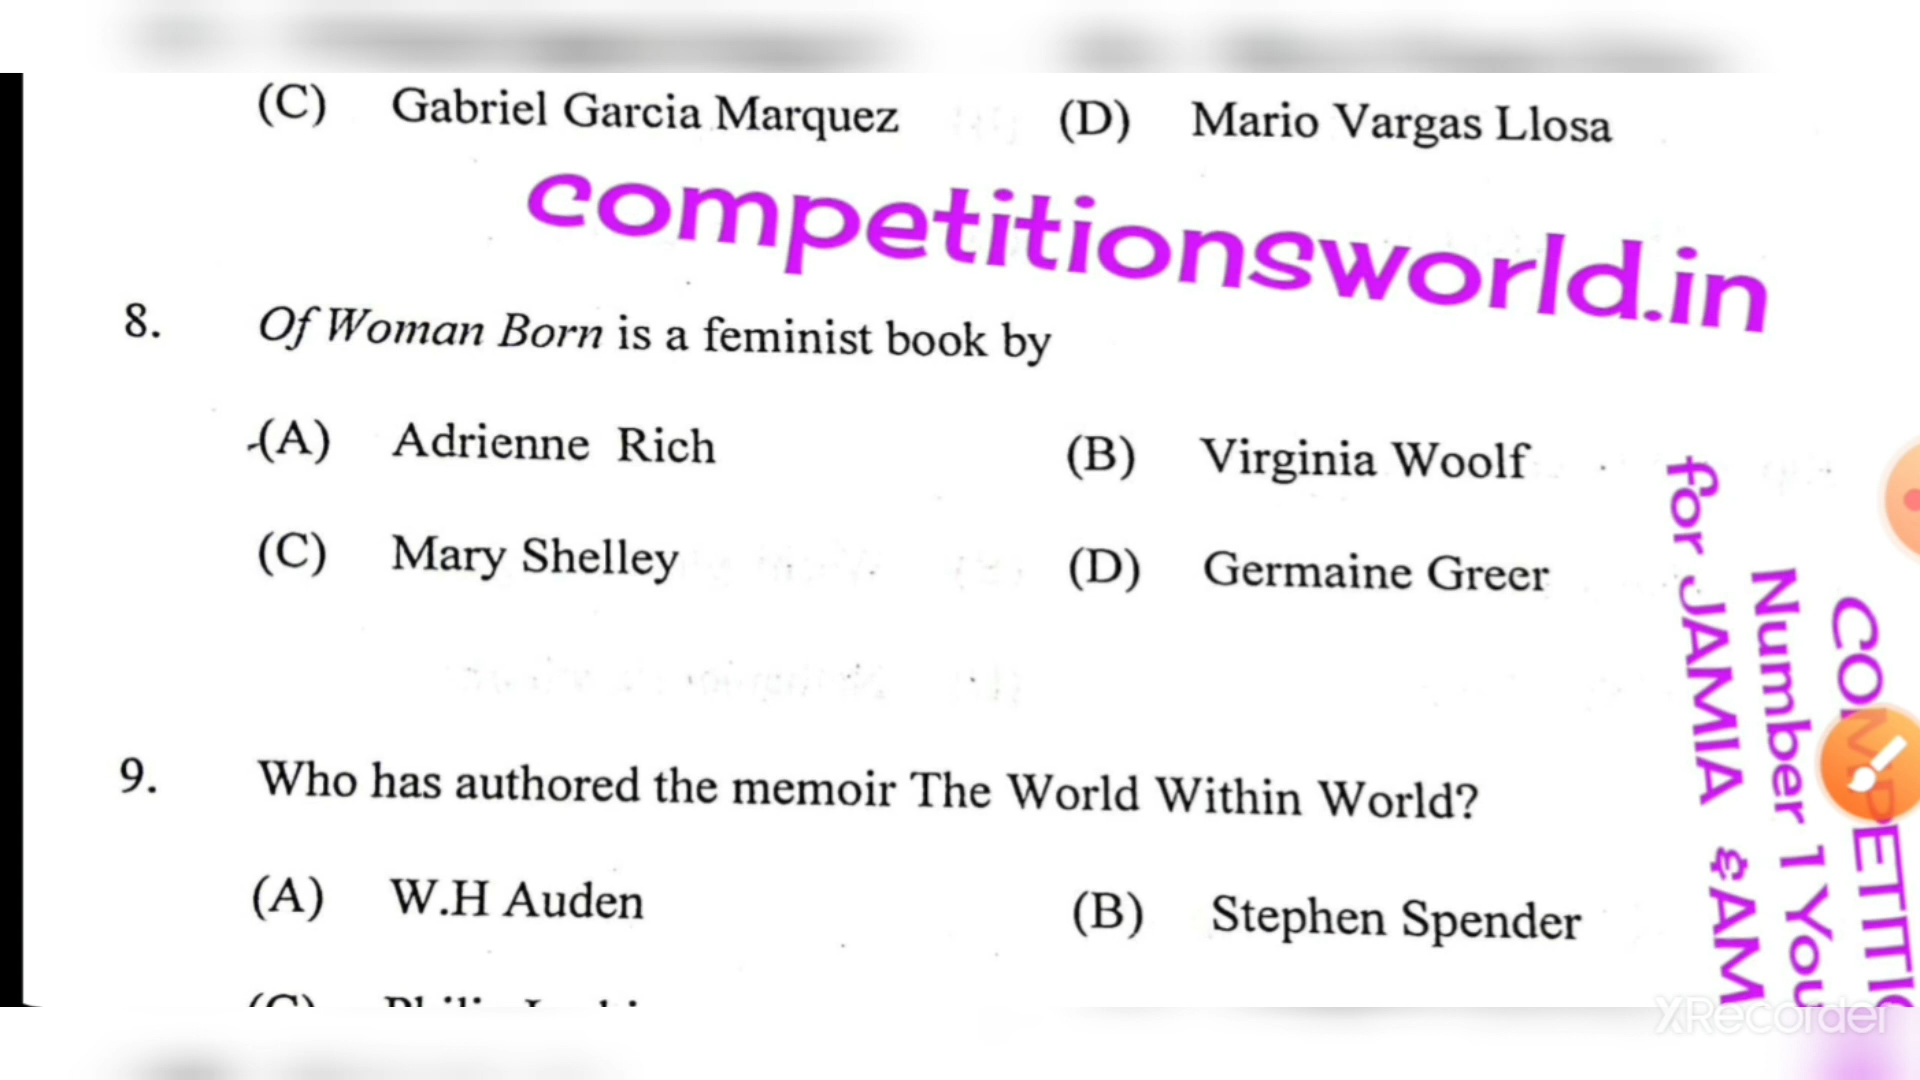 (C) Gabriel Garcia Marquez (D) Mario Vargas Llosa
competitionsworld.in
8. Of Woman Born is a feminist book by
(A) Adrienne Rich (B) Virginia Woolf
(C) Mary Shelley (D) Germaine Greer
9. Who has authored the memoir The World Within World?
(A) W.H Auden (B) Stephen Spender
for JAMIA & AM
Number 1 You
COMPETITI
XRecorder